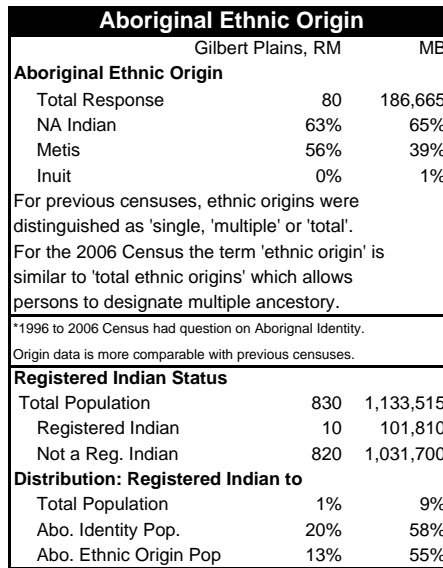 Aboriginal Ethnic Origin
Gilbert Plains, RM MB
Aboriginal Ethnic Origin
Total Response 80 186,665
NA Indian 63% 65%
Metis 56% 39%
Inuit 0% 1%
For previous censuses, ethnic origins were
distinguished as 'single, 'multiple' or 'total'.
For the 2006 Census the term 'ethnic origin' is
similar to 'total ethnic origins' which allows
persons to designate multiple ancestory.
*1996 to 2006 Census had question on Aborignal Identity.
Origin data is more comparable with previous censuses.
Registered Indian Status
Total Population 830 1,133,515
Registered Indian 10 101,810
Not a Reg. Indian 820 1,031,700
Distribution: Registered Indian to
Total Population 1% 9%
Abo. Identity Pop. 20% 58%
Abo. Ethnic Origin Pop 13% 55%